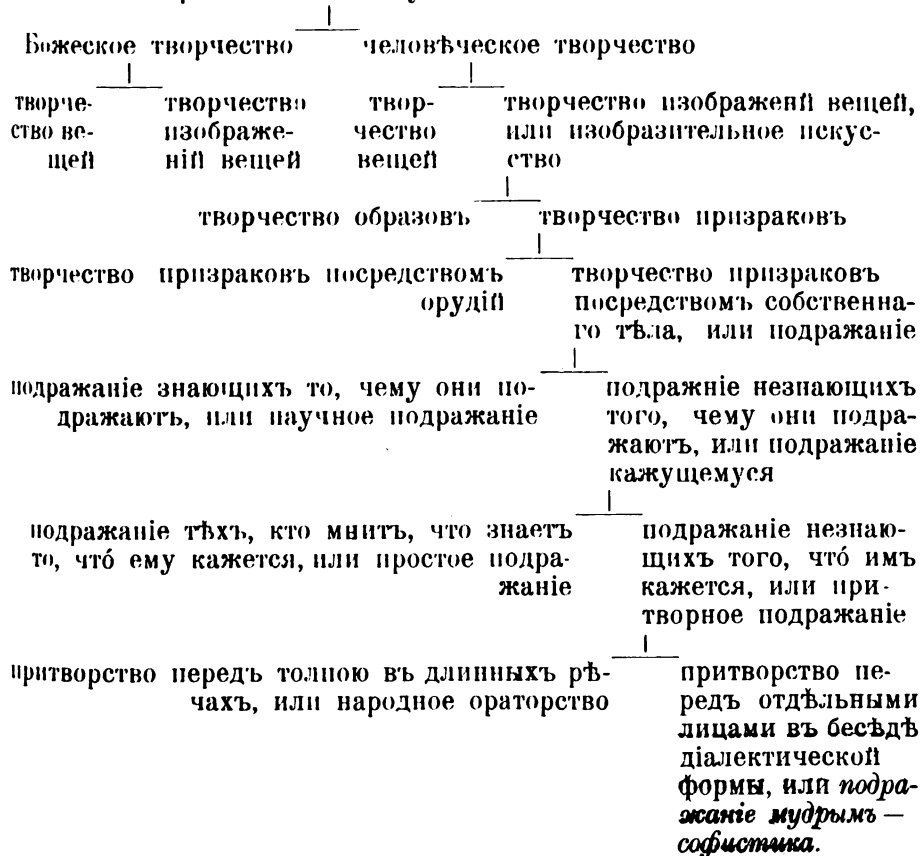 Божеское творчество человѣческое творчество
творче- творчество твор- творчество изображеній вещей,
ство ве- изображе- чество или изобразительное искус-
щей ній вещей вещей ство
творчество образовъ творчество призраковъ
творчество призраковъ посредствомъ творчество призраковъ
орудій посредствомъ собственна-
го тѣла, или подражаніе
подражаніе знающихъ то, чему они по- подражніе незнающихъ
дражаютъ, или научное подражаніе того, чему они подра-
жаютъ, или подражаніе
кажущемуся
подражаніе тѣхъ, кто мнитъ, что знаетъ подражаніе незнаю-
то, что́ ему кажется, или простое подра- щихъ того, что́ имъ
жаніе кажется, или при-
творное подражаніе
притворство передъ толпою въ длинныхъ рѣ- притворство пе-
чахъ, или народное ораторство редъ отдѣльными
лицами въ бесѣдѣ
діалектической
формы, или подра-
жаніе мудрымъ —
софистика.